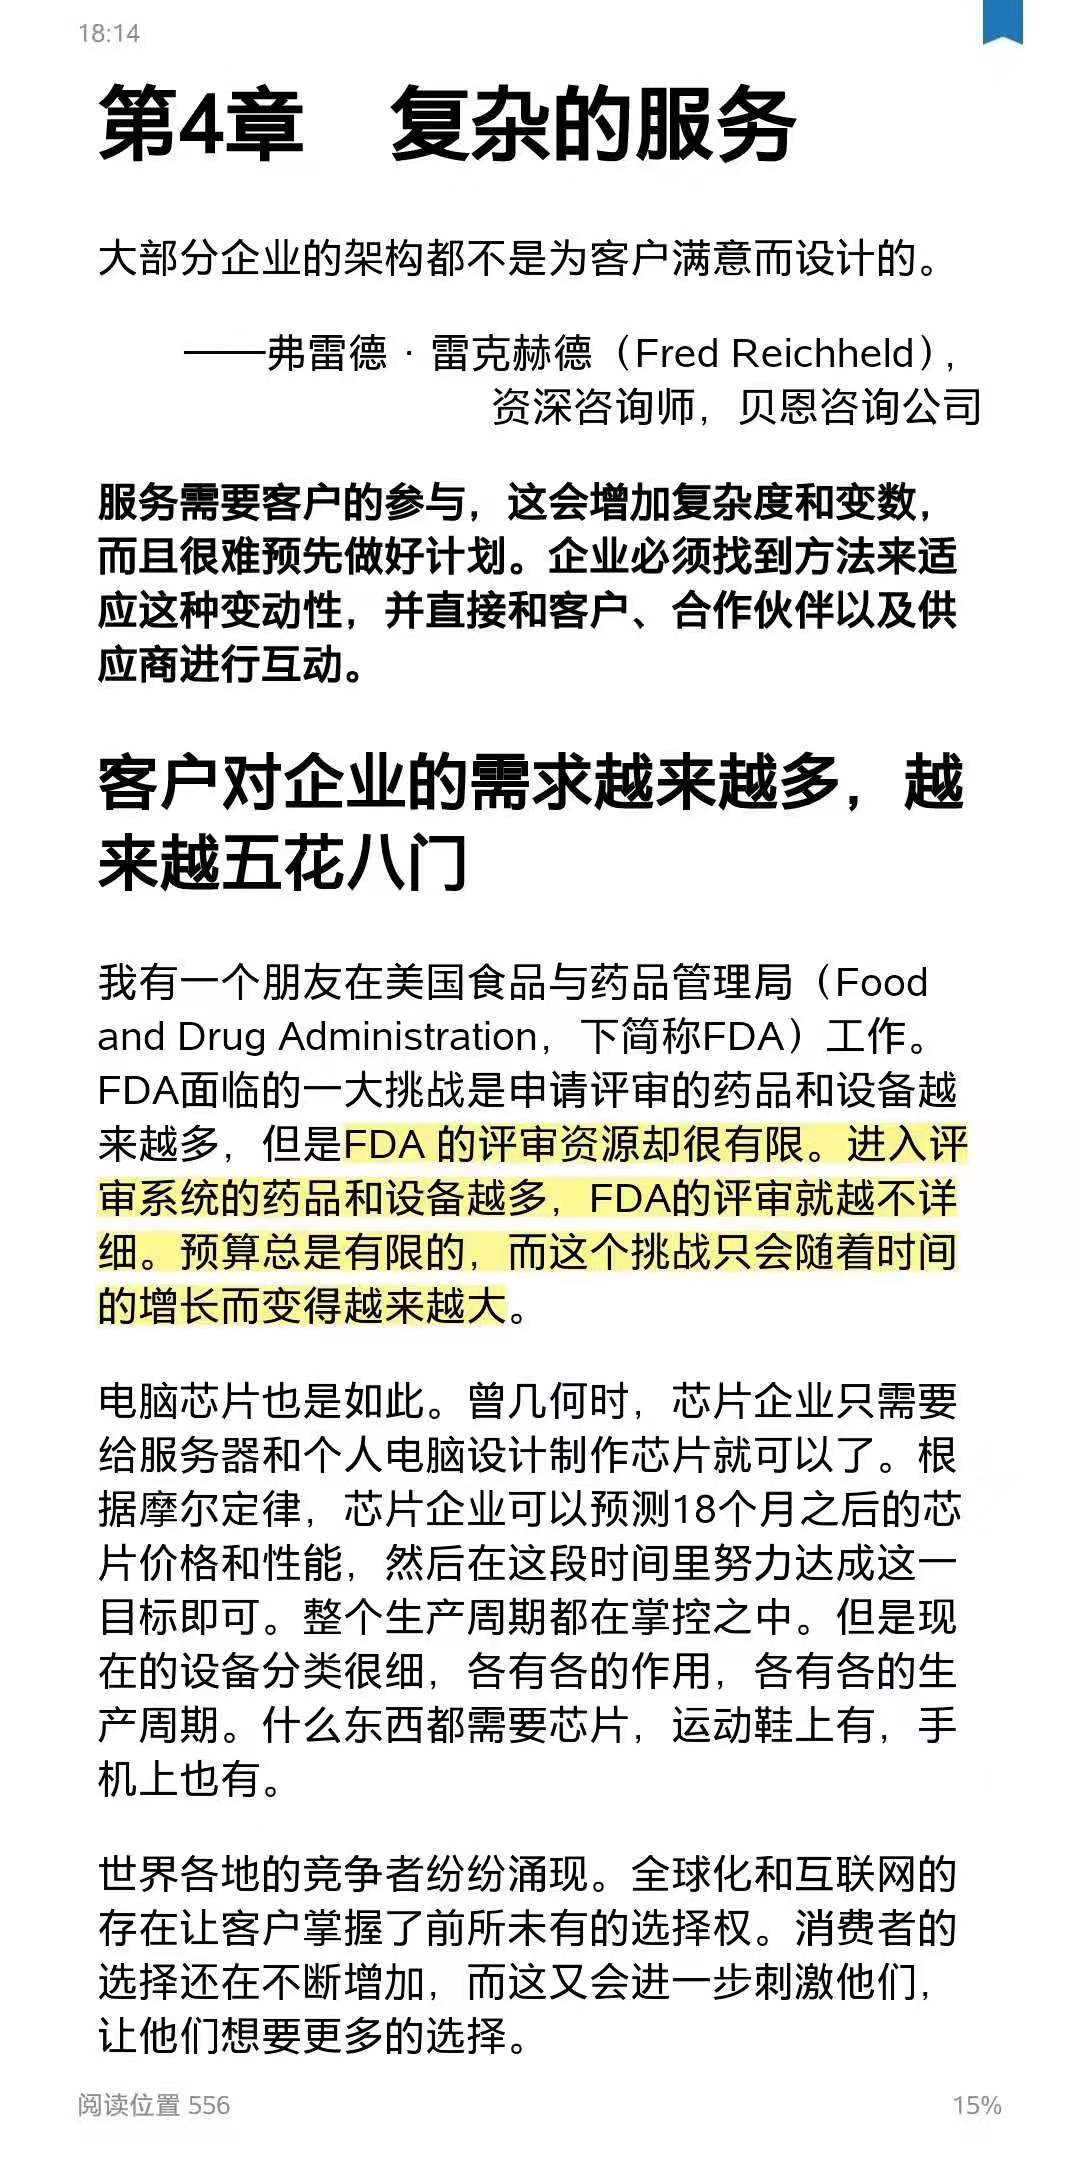 18:14
第4章　复杂的服务
大部分企业的架构都不是为客户满意而设计的。
——弗雷德·雷克赫德（Fred Reichheld），
资深咨询师，贝恩咨询公司
服务需要客户的参与，这会增加复杂度和变数，
而且很难预先做好计划。企业必须找到方法来适
应这种变动性，并直接和客户、合作伙伴以及供
应商进行互动。
客户对企业的需求越来越多，越
来越五花八门
我有一个朋友在美国食品与药品管理局（Food
and Drug Administration，下简称FDA）工作。
FDA面临的一大挑战是申请评审的药品和设备越
来越多，但是FDA 的评审资源却很有限。进入评
审系统的药品和设备越多，FDA的评审就越不详
细。预算总是有限的，而这个挑战只会随着时间
的增长而变得越来越大。
电脑芯片也是如此。曾几何时，芯片企业只需要
给服务器和个人电脑设计制作芯片就可以了。根
据摩尔定律，芯片企业可以预测18个月之后的芯
片价格和性能，然后在这段时间里努力达成这一
目标即可。整个生产周期都在掌控之中。但是现
在的设备分类很细，各有各的作用，各有各的生
产周期。什么东西都需要芯片，运动鞋上有，手
机上也有。
世界各地的竞争者纷纷涌现。全球化和互联网的
存在让客户掌握了前所未有的选择权。消费者的
选择还在不断增加，而这又会进一步刺激他们，
让他们想要更多的选择。
阅读位置 556
15%